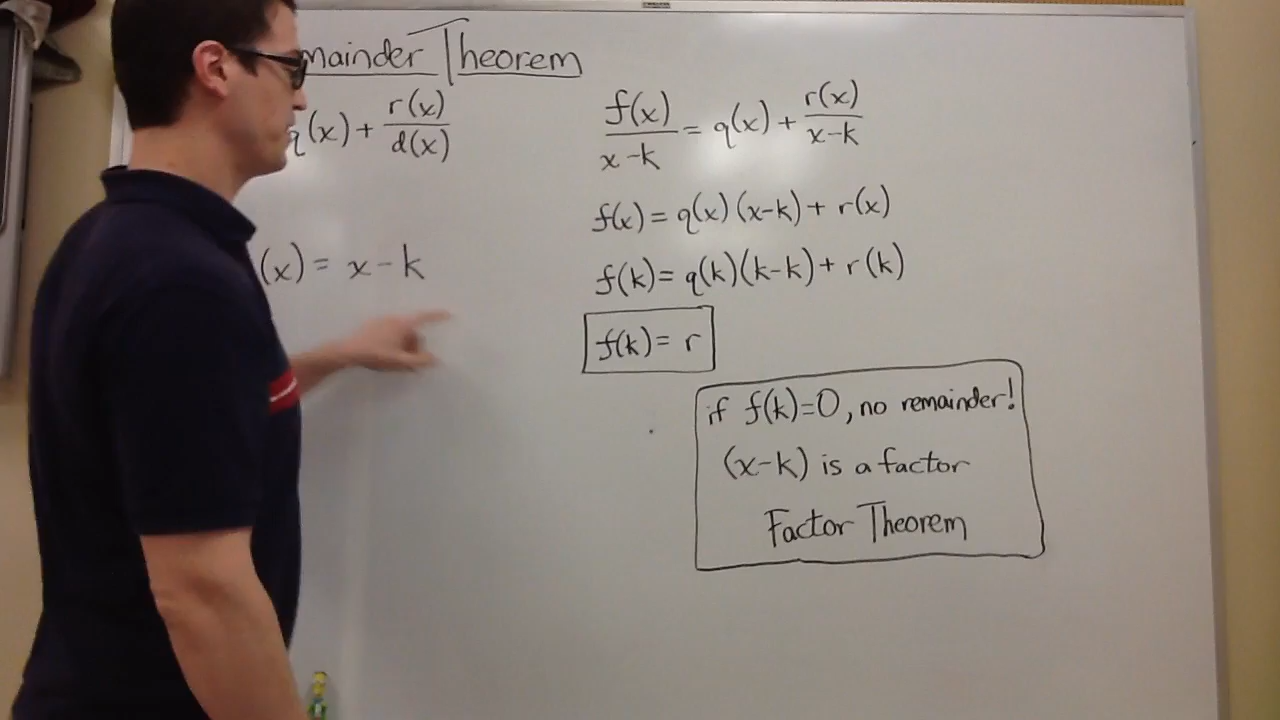 mainder Theorem
q(x) + r(x)/d(x)
(x) = x - k
f(x)/(x-k) = q(x) + r(x)/(x-k)
f(x) = q(x)(x-k) + r(x)
f(k) = q(k)(k-k) + r(k)
f(k) = r
if f(k)=0, no remainder!
(x-k) is a factor
Factor Theorem